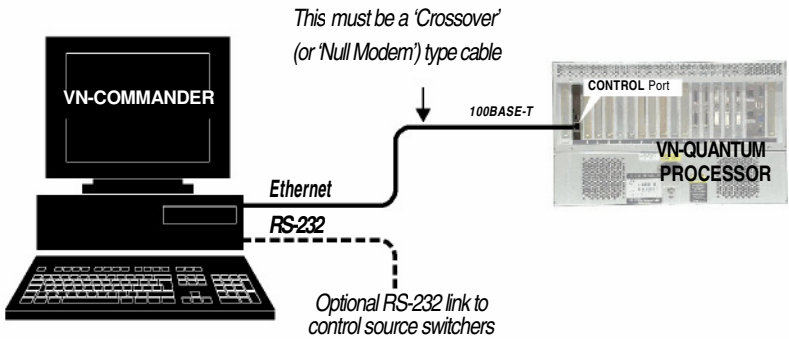 This must be a ‘Crossover’
(or ‘Null Modem’) type cable
VN-COMMANDER
CONTROL Port
100BASE-T
VN-QUANTUM
PROCESSOR
Ethernet
RS-232
Optional RS-232 link to
control source switchers